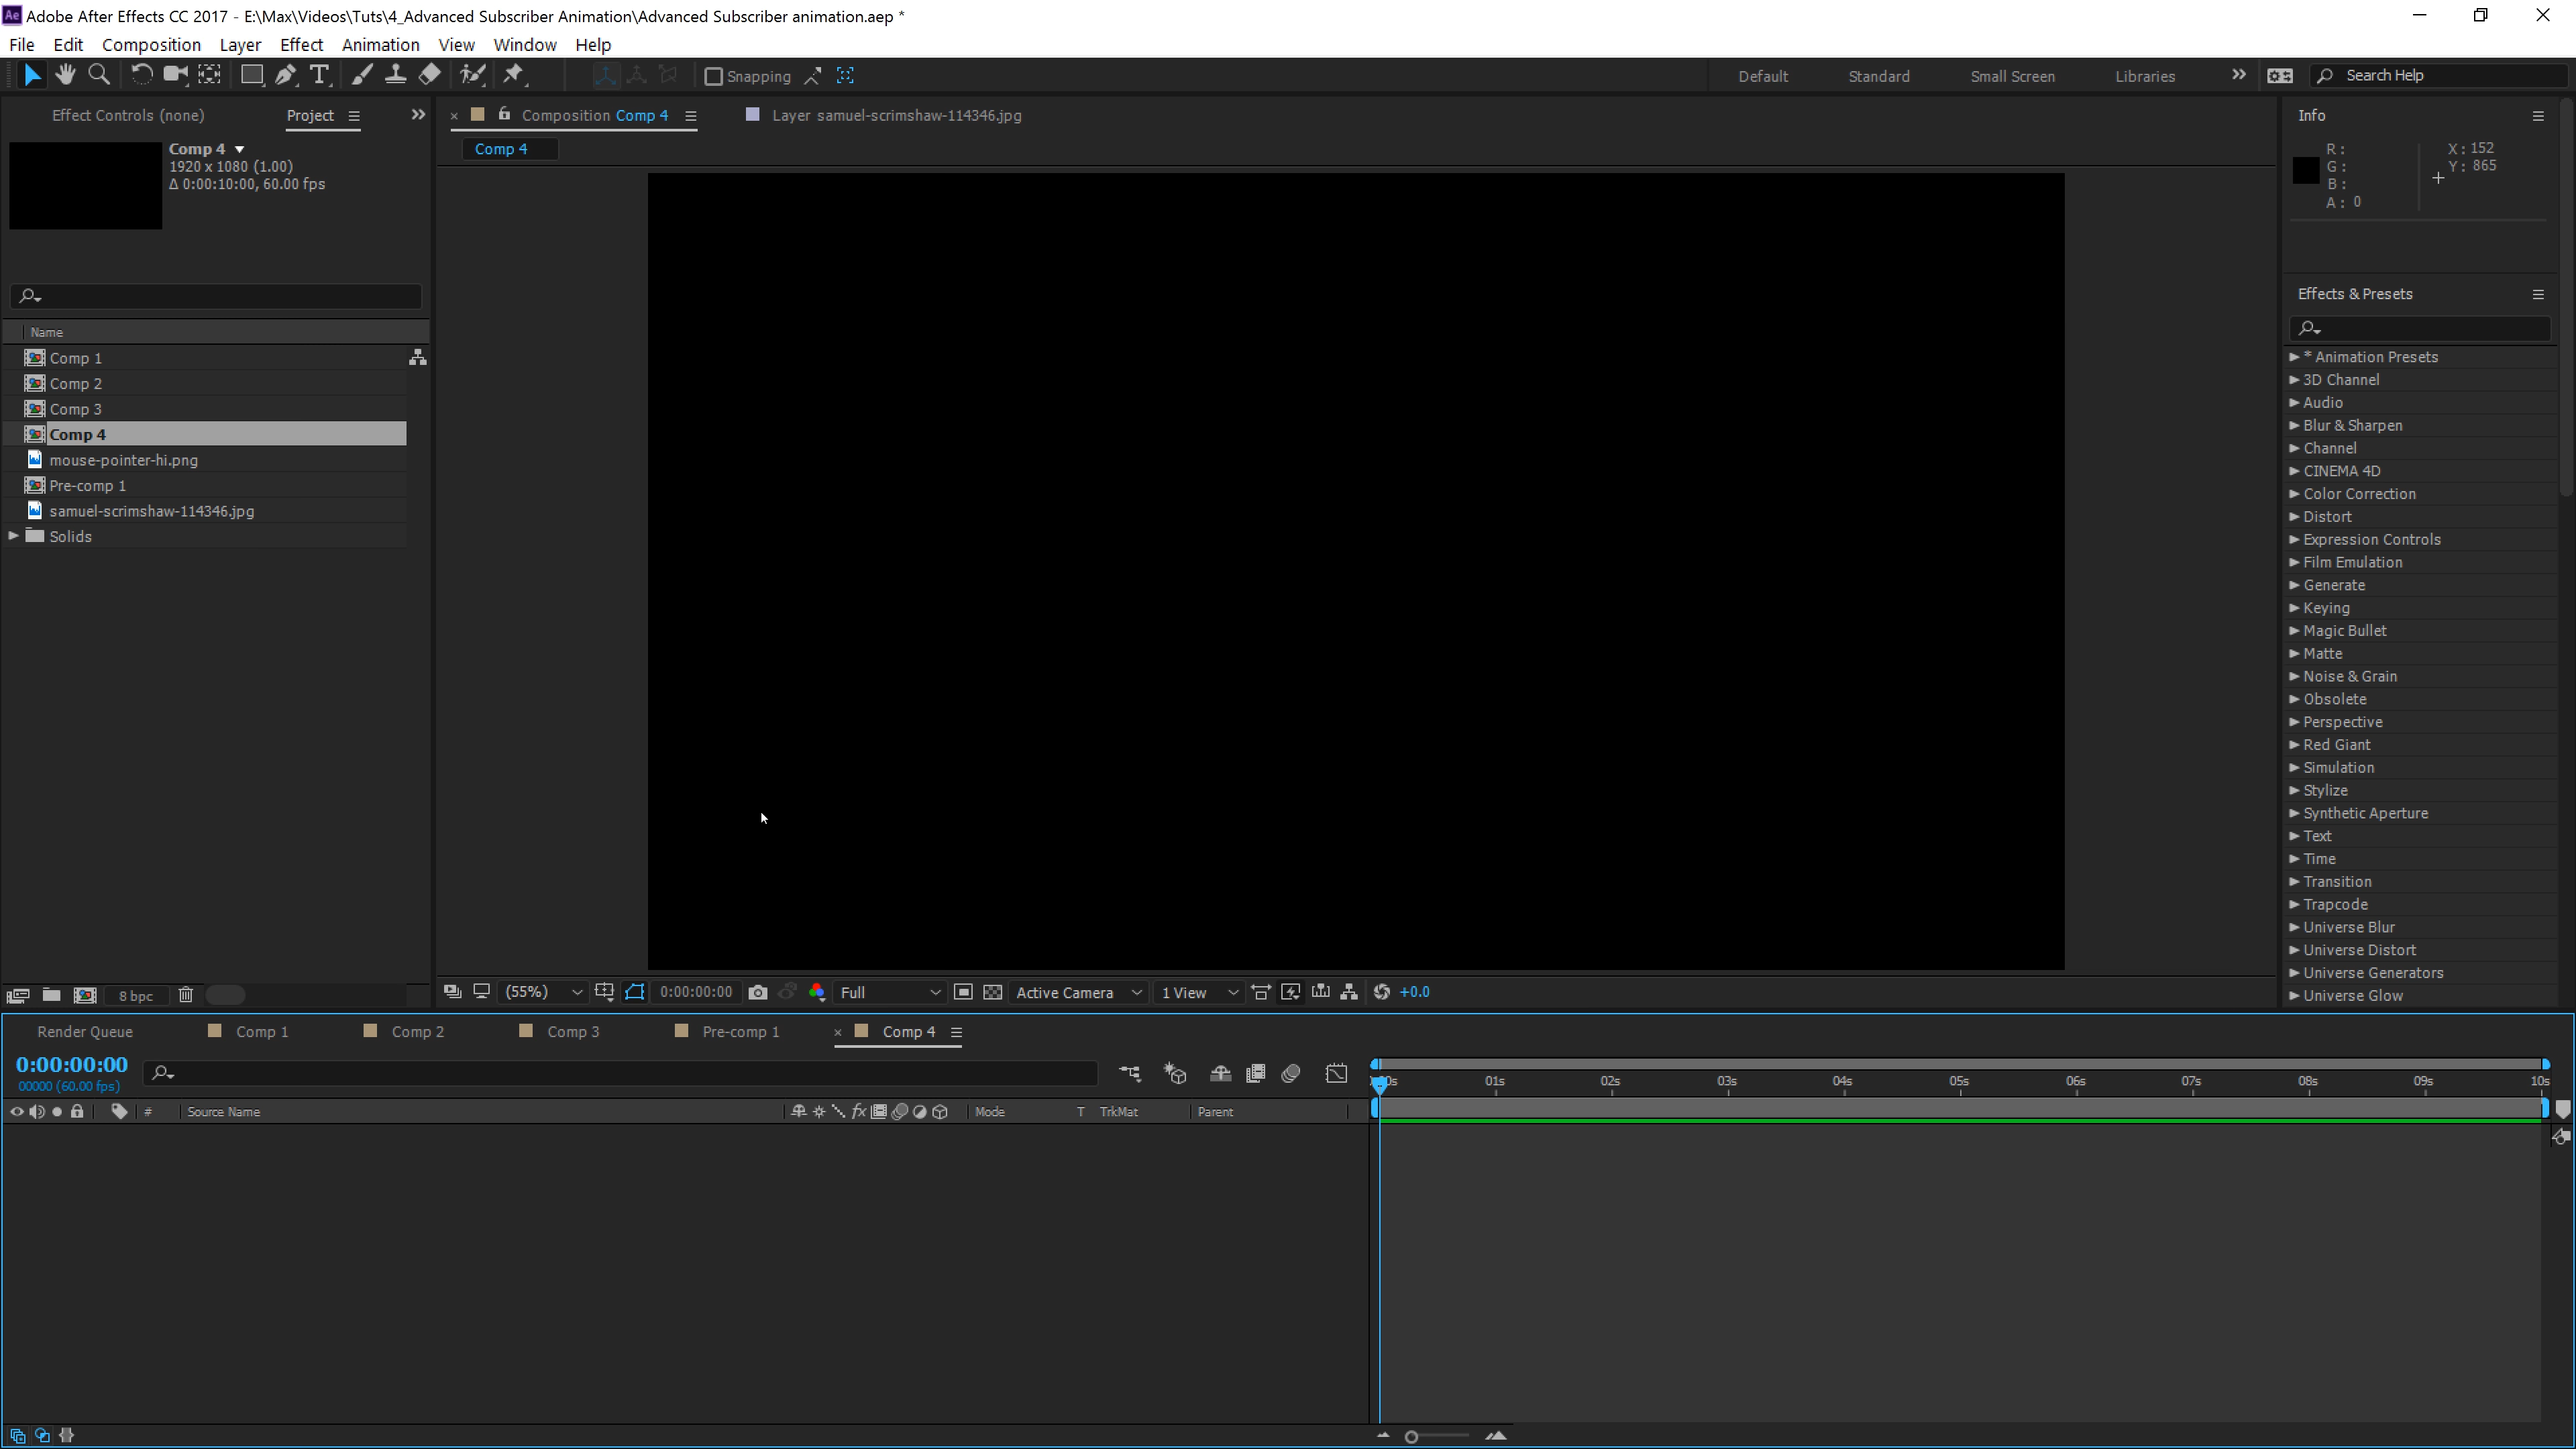 Ae Adobe After Effects CC 2017 - E:\Max\Videos\Tuts\4_Advanced Subscriber Animation\Advanced Subscriber animation.aep *
File Edit Composition Layer Effect Animation View Window Help
Snapping Default Standard Small Screen Libraries Search Help
Effect Controls (none) Project
Comp 4
1920 x 1080 (1.00)
Δ 0:00:10:00, 60.00 fps
Name
Comp 1
Comp 2
Comp 3
Comp 4
mouse-pointer-hi.png
Pre-comp 1
samuel-scrimshaw-114346.jpg
Solids
8 bpc
Composition Comp 4 Layer samuel-scrimshaw-114346.jpg
Comp 4
(55%) 0:00:00:00 Full Active Camera 1 View +0.0
Info
R:
G:
B:
A: 0
X: 152
Y: 865
Effects & Presets
* Animation Presets
3D Channel
Audio
Blur & Sharpen
Channel
CINEMA 4D
Color Correction
Distort
Expression Controls
Film Emulation
Generate
Keying
Magic Bullet
Matte
Noise & Grain
Obsolete
Perspective
Red Giant
Simulation
Stylize
Synthetic Aperture
Text
Time
Transition
Trapcode
Universe Blur
Universe Distort
Universe Generators
Universe Glow
Render Queue Comp 1 Comp 2 Comp 3 Pre-comp 1 Comp 4
0:00:00:00
00000 (60.00 fps)
01s 02s 03s 04s 05s 06s 07s 08s 09s 10s
# Source Name fx Mode T TrkMat Parent